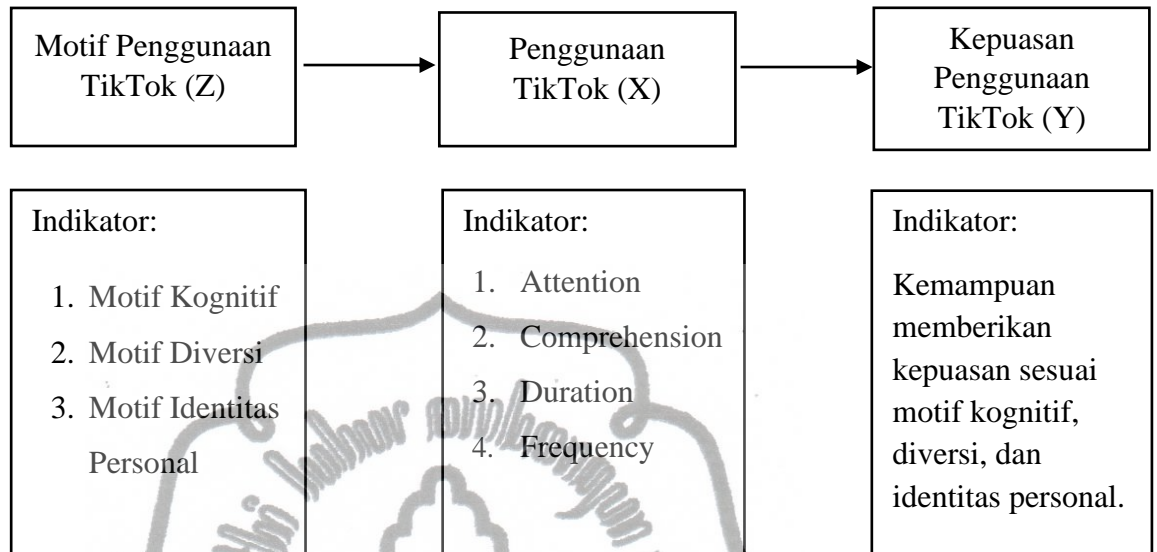 Motif Penggunaan
TikTok (Z)
Penggunaan
TikTok (X)
Kepuasan
Penggunaan
TikTok (Y)
Indikator:
1. Motif Kognitif
2. Motif Diversi
3. Motif Identitas
Personal
Indikator:
1. Attention
2. Comprehension
3. Duration
4. Frequency
Indikator:
Kemampuan
memberikan
kepuasan sesuai
motif kognitif,
diversi, dan
identitas personal.